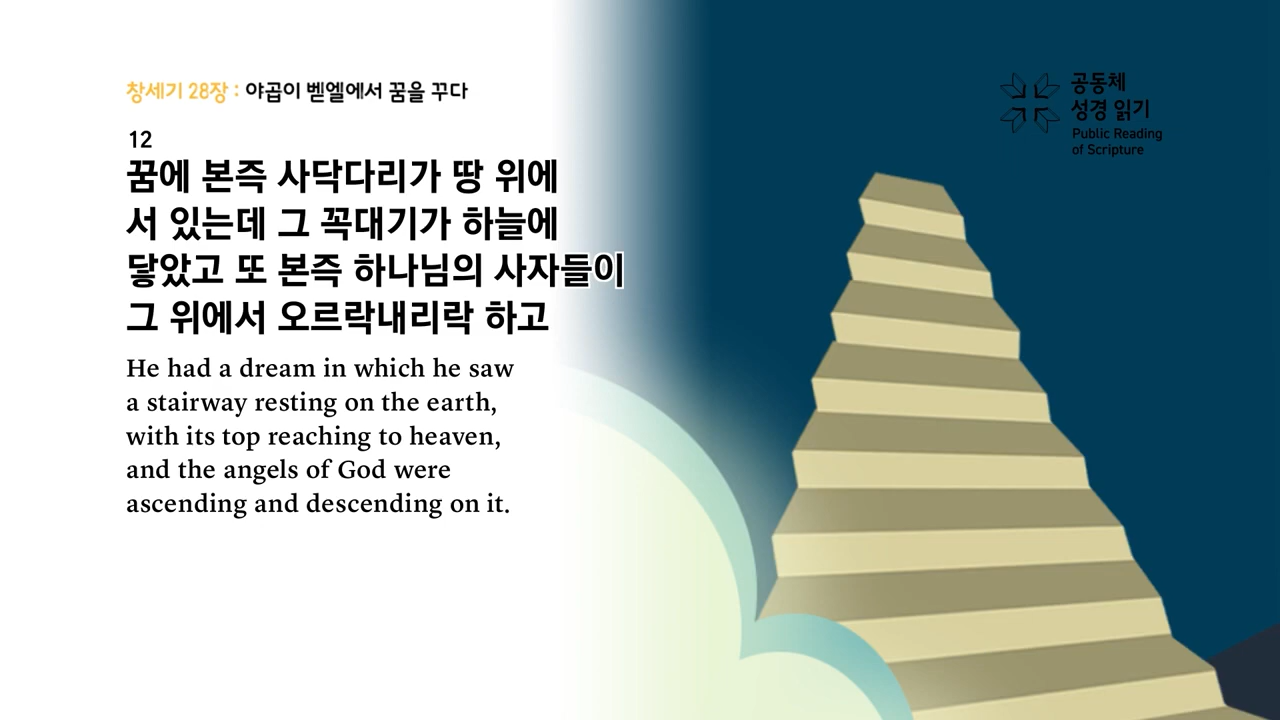 창세기 28장 : 야곱이 벧엘에서 꿈을 꾸다
공동체
성경 읽기
Public Reading
of Scripture
12
꿈에 본즉 사닥다리가 땅 위에
서 있는데 그 꼭대기가 하늘에
닿았고 또 본즉 하나님의 사자들이
그 위에서 오르락내리락 하고
He had a dream in which he saw
a stairway resting on the earth,
with its top reaching to heaven,
and the angels of God were
ascending and descending on it.